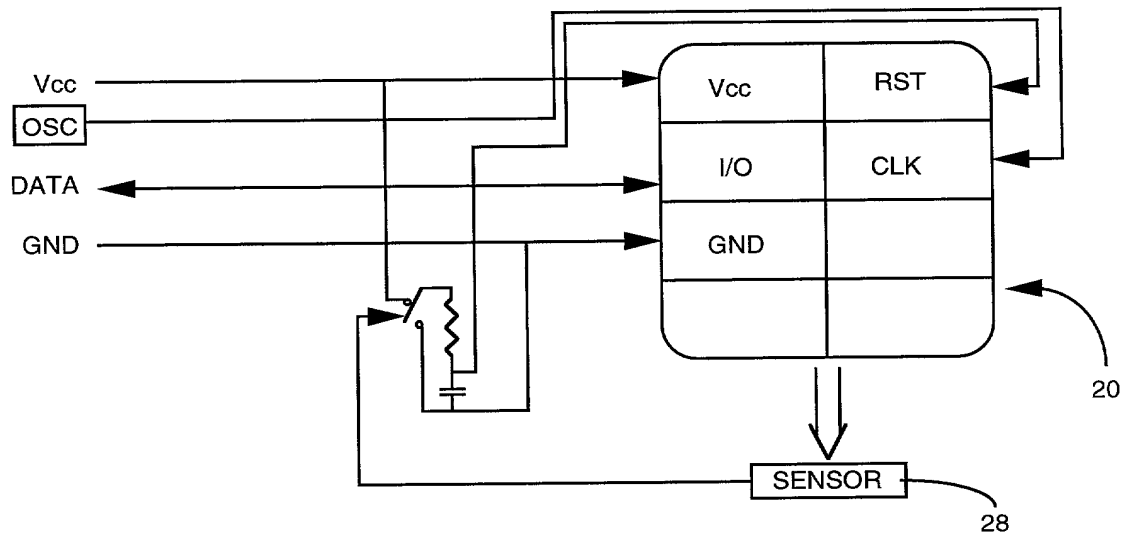 Vcc
OSC
DATA
GND
Vcc
RST
I/O
CLK
GND
20
SENSOR
28